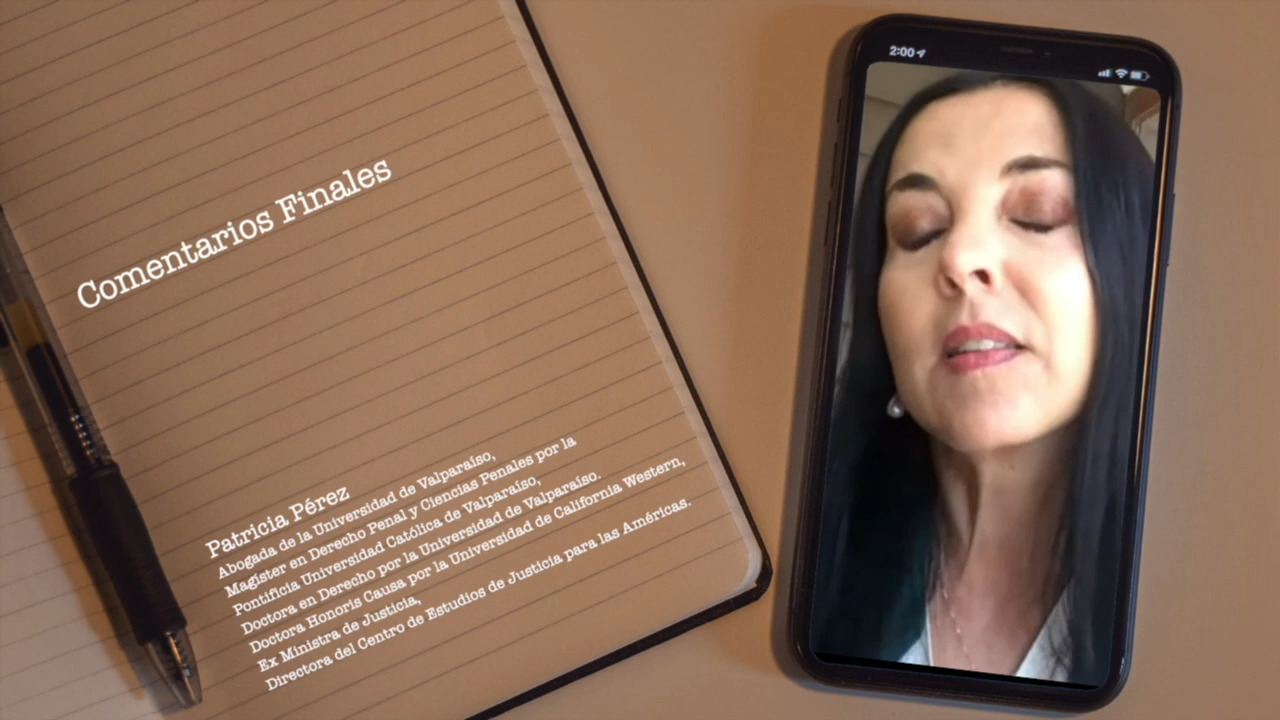 Comentarios Finales
Patricia Pérez
Abogada de la Universidad de Valparaíso,
Magíster en Derecho Penal y Ciencias Penales por la
Pontificia Universidad Católica de Valparaíso,
Doctora en Derecho por la Universidad de Valparaíso.
Doctora Honoris Causa por la Universidad de California Western,
Ex Ministra de Justicia,
Directora del Centro de Estudios de Justicia para las Américas.
2:00